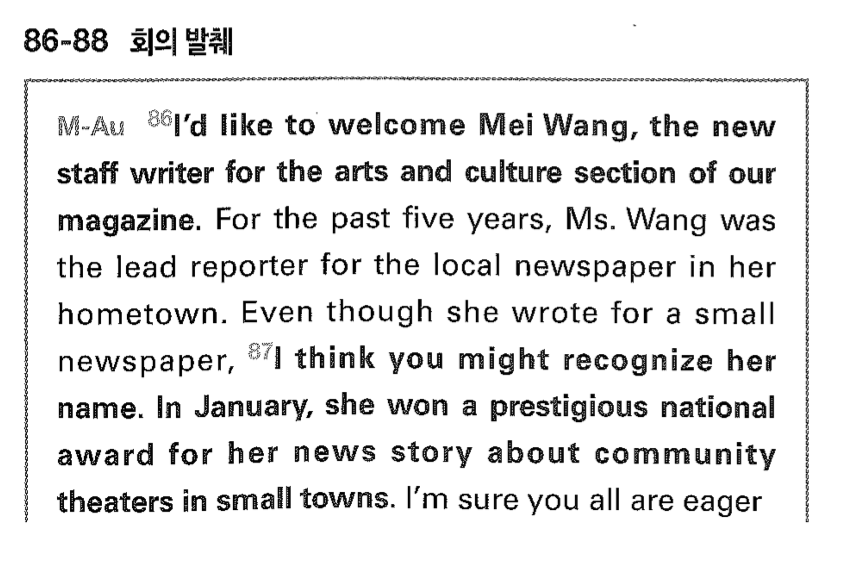 86-88 회의 발췌
M-Au 86I'd like to welcome Mei Wang, the new
staff writer for the arts and culture section of our
magazine. For the past five years, Ms. Wang was
the lead reporter for the local newspaper in her
hometown. Even though she wrote for a small
newspaper, 87I think you might recognize her
name. In January, she won a prestigious national
award for her news story about community
theaters in small towns. I'm sure you all are eager